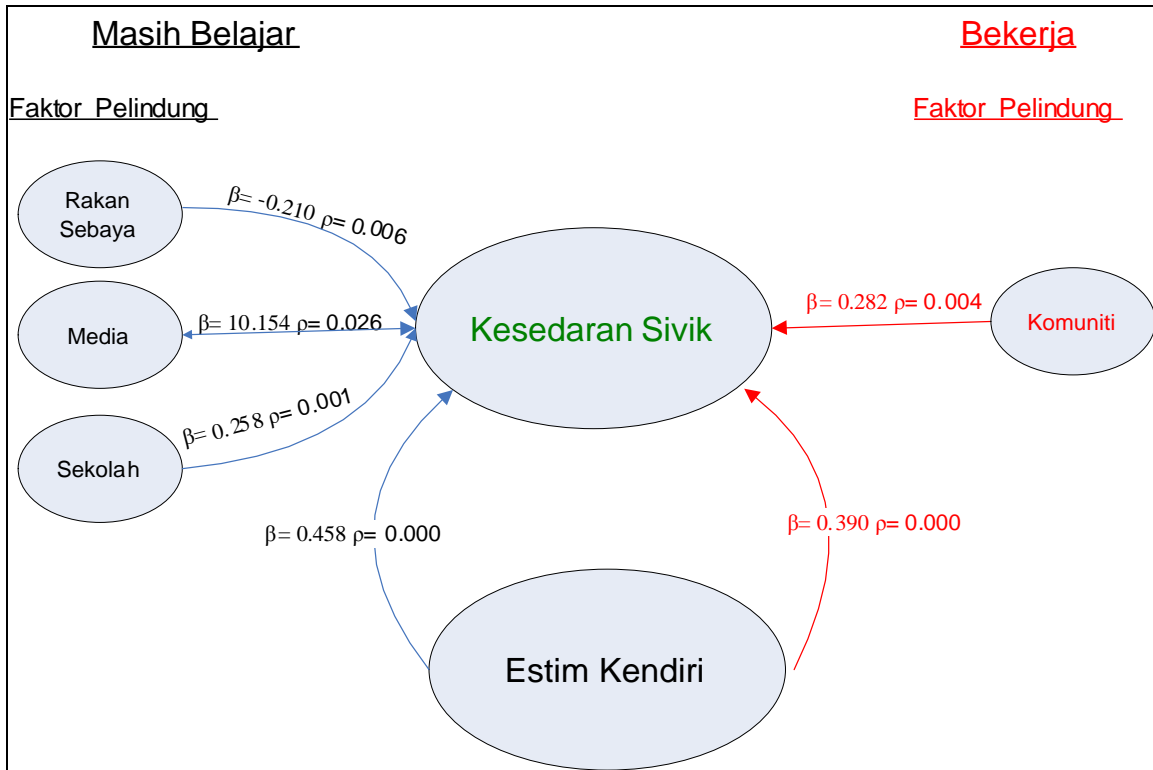 Masih Belajar
Bekerja
Faktor Pelindung
Faktor Pelindung
Rakan
Sebaya
β= -0.210 ρ= 0.006
Media
β= 10.154 ρ= 0.026
Kesedaran Sivik
β= 0.282 ρ= 0.004
Komuniti
Sekolah
β= 0.258 ρ= 0.001
β= 0.458 ρ= 0.000
β= 0.390 ρ= 0.000
Estim Kendiri